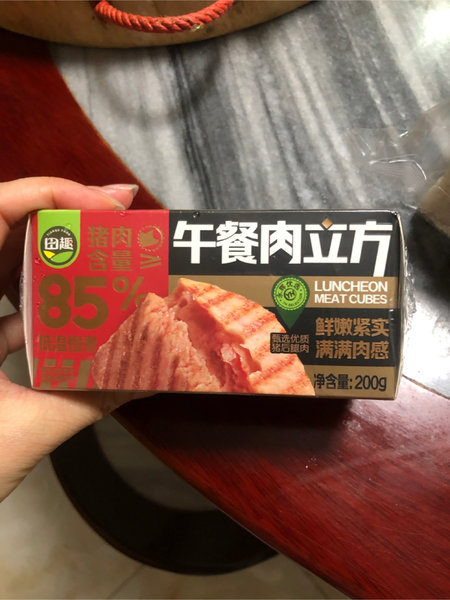 田趣
猪肉
含量
85%
午餐肉立方
LUNCHEON
MEAT CUBES
甄选优质
猪后腿肉
鲜嫩紧实
满满肉感
净含量:200g